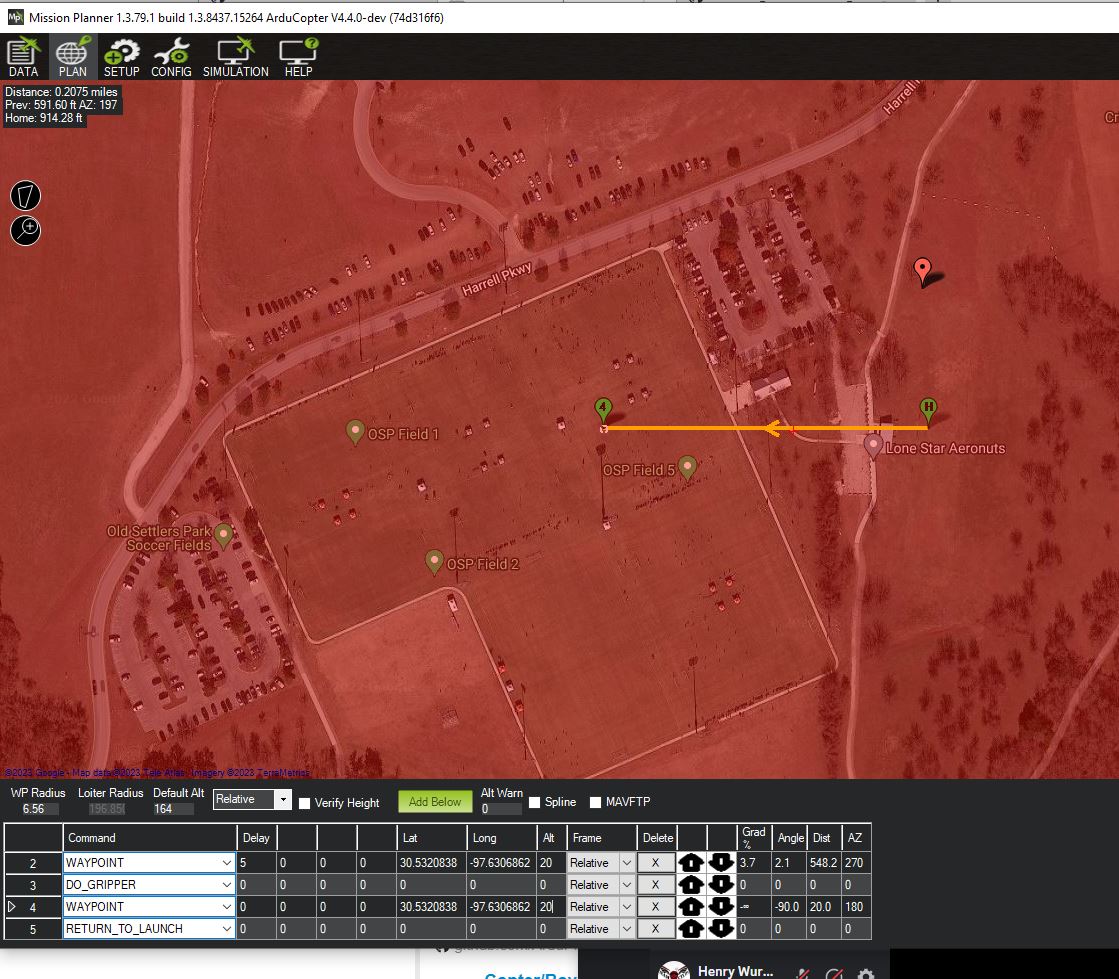 Mission Planner 1.3.79.1 build 1.3.8437.15264 ArduCopter V4.4.0-dev (74d316f6)
DATA PLAN SETUP CONFIG SIMULATION HELP
Distance: 0.2075 miles
Prev: 591.60 ft AZ: 197
Home: 914.28 ft
Harrell
Cr
Harrell Pkwy
4
H
OSP Field 1
Lone Star Aeronuts
OSP Field 5
Old Settlers Park
Soccer Fields
OSP Field 2
©2023 Google - Map data ©2023 Tele Atlas, Imagery ©2023 TerraMetrics
WP Radius Loiter Radius Default Alt Alt Warn
6.56 196.850 164 Relative Verify Height Add Below 0 Spline MAVFTP
Command Delay Lat Long Alt Frame Delete Grad % Angle Dist AZ
2 WAYPOINT 5 0 0 0 30.5320838 -97.6306862 20 Relative X 3.7 2.1 548.2 270
3 DO_GRIPPER 0 0 0 0 0 0 0 Relative X 0 0 0 0
4 WAYPOINT 0 0 0 0 30.5320838 -97.6306862 20 Relative X -∞ -90.0 20.0 180
5 RETURN_TO_LAUNCH 0 0 0 0 0 0 0 Relative X 0 0 0 0
Henry Wur...